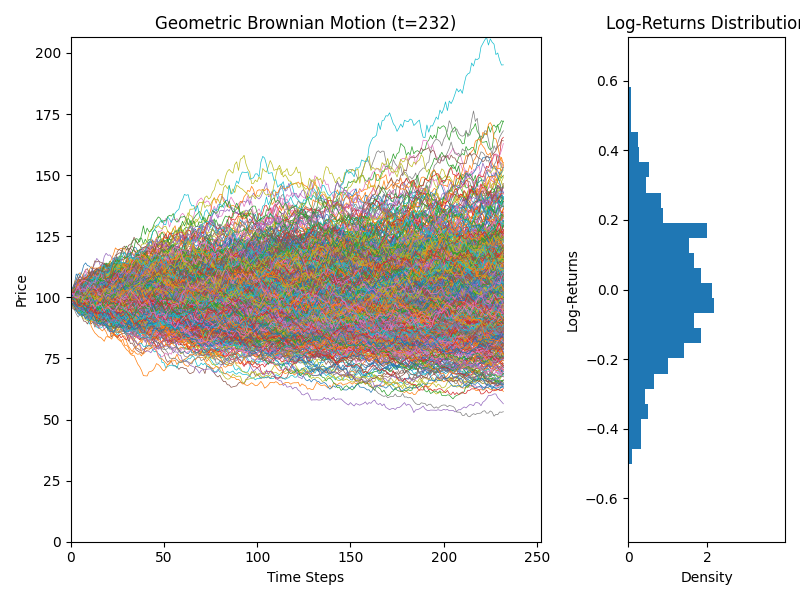 Geometric Brownian Motion (t=232)
Log-Returns Distribution
200
175
150
125
100
75
50
25
0
Price
0 50 100 150 200 250
Time Steps
0.6
0.4
0.2
0.0
−0.2
−0.4
−0.6
Log-Returns
0 2
Density